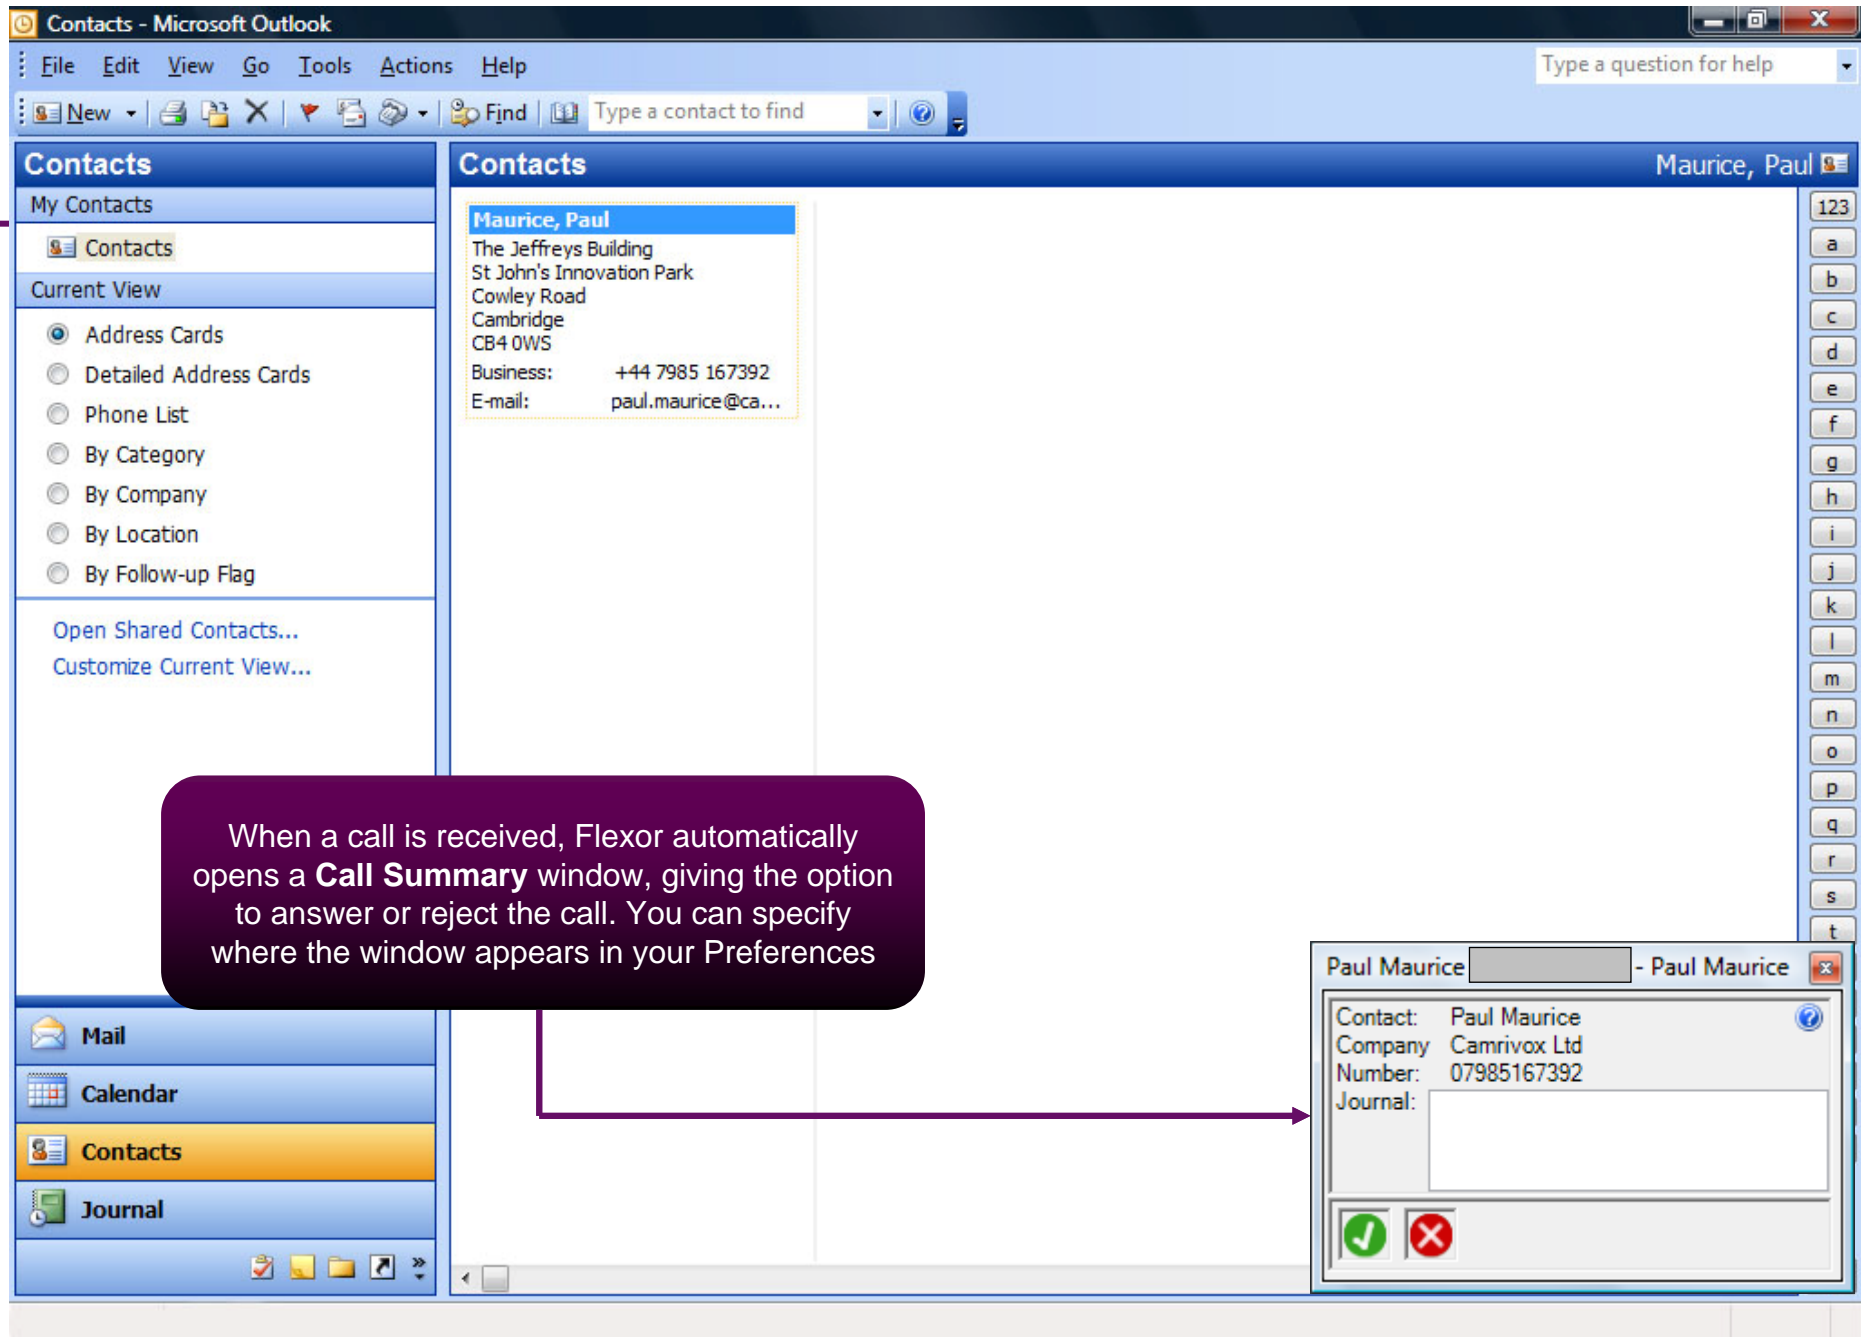 Contacts - Microsoft Outlook
File Edit View Go Tools Actions Help
Type a question for help
New Find Type a contact to find
Contacts
My Contacts
Contacts
Current View
Address Cards
Detailed Address Cards
Phone List
By Category
By Company
By Location
By Follow-up Flag
Open Shared Contacts...
Customize Current View...
Mail
Calendar
Contacts
Journal
Contacts
Maurice, Paul
Maurice, Paul
The Jeffreys Building
St John's Innovation Park
Cowley Road
Cambridge
CB4 0WS
Business: +44 7985 167392
E-mail: paul.maurice@ca...
123
a
b
c
d
e
f
g
h
i
j
k
l
m
n
o
p
q
r
s
t
When a call is received, Flexor automatically
opens a Call Summary window, giving the option
to answer or reject the call. You can specify
where the window appears in your Preferences
Paul Maurice - Paul Maurice
Contact: Paul Maurice
Company Camrivox Ltd
Number: 07985167392
Journal: